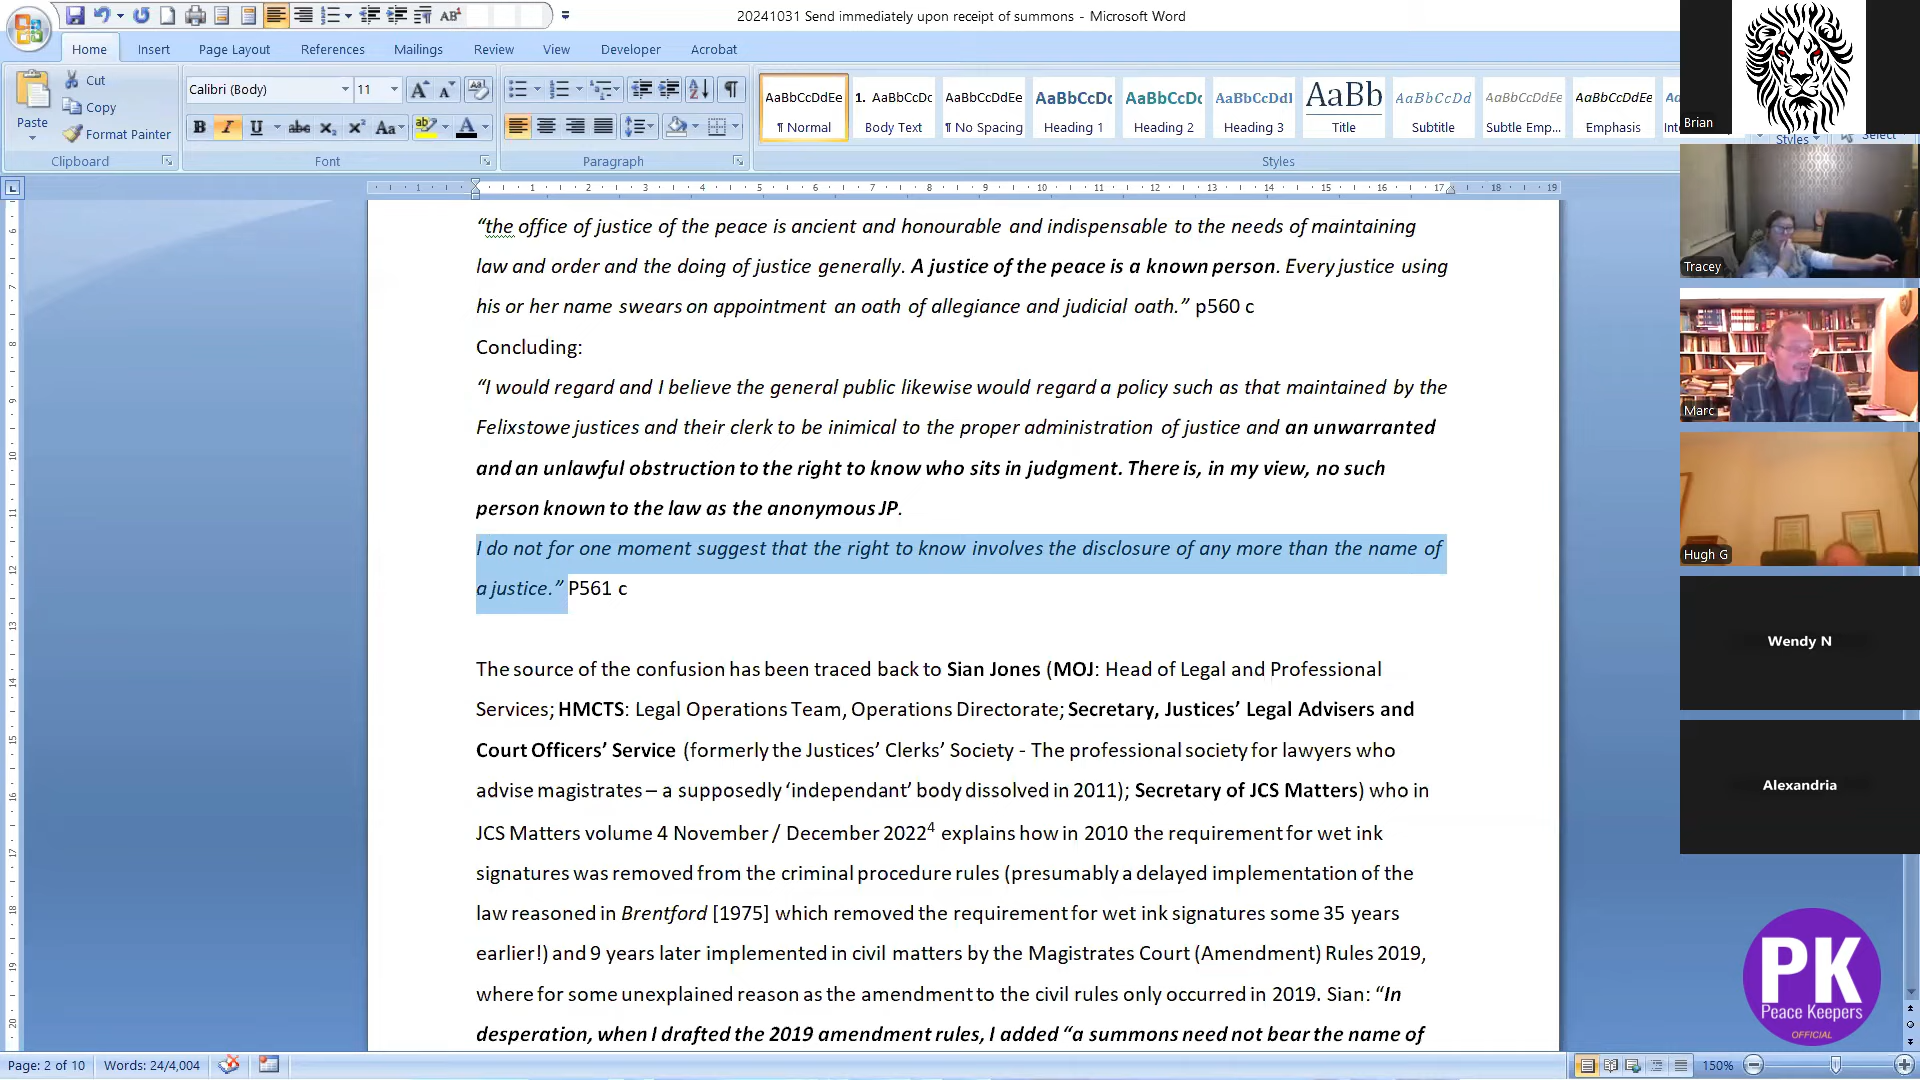 20241031 Send immediately upon receipt of summons - Microsoft Word
Home
Insert
Page Layout
References
Mailings
Review
View
Developer
Acrobat
Paste
Cut
Copy
Format Painter
Clipboard
Calibri (Body)
11
Font
Paragraph
AaBbCcDdEe
¶ Normal
1. AaBbCcDc
Body Text
AaBbCcDdEe
¶ No Spacing
AaBbCcDc
Heading 1
AaBbCcDc
Heading 2
AaBbCcDdI
Heading 3
AaBb
Title
AaBbCcDd
Subtitle
AaBbCcDdEe
Subtle Emp...
AaBbCcDdEe
Emphasis
Styles
Styles
Select
“the office of justice of the peace is ancient and honourable and indispensable to the needs of maintaining
law and order and the doing of justice generally. A justice of the peace is a known person. Every justice using
his or her name swears on appointment an oath of allegiance and judicial oath.” p560 c
Concluding:
“I would regard and I believe the general public likewise would regard a policy such as that maintained by the
Felixstowe justices and their clerk to be inimical to the proper administration of justice and an unwarranted
and an unlawful obstruction to the right to know who sits in judgment. There is, in my view, no such
person known to the law as the anonymous JP.
I do not for one moment suggest that the right to know involves the disclosure of any more than the name of
a justice.” P561 c
The source of the confusion has been traced back to Sian Jones (MOJ: Head of Legal and Professional
Services; HMCTS: Legal Operations Team, Operations Directorate; Secretary, Justices’ Legal Advisers and
Court Officers’ Service (formerly the Justices’ Clerks’ Society - The professional society for lawyers who
advise magistrates – a supposedly ‘independant’ body dissolved in 2011); Secretary of JCS Matters) who in
JCS Matters volume 4 November / December 2022⁴ explains how in 2010 the requirement for wet ink
signatures was removed from the criminal procedure rules (presumably a delayed implementation of the
law reasoned in Brentford [1975] which removed the requirement for wet ink signatures some 35 years
earlier!) and 9 years later implemented in civil matters by the Magistrates Court (Amendment) Rules 2019,
where for some unexplained reason as the amendment to the civil rules only occurred in 2019. Sian: “In
desperation, when I drafted the 2019 amendment rules, I added “a summons need not bear the name of
Page: 2 of 10
Words: 24/4,004
150%
Brian
Tracey
Marc
Hugh G
Wendy N
Alexandria
PK
Peace Keepers
OFFICIAL